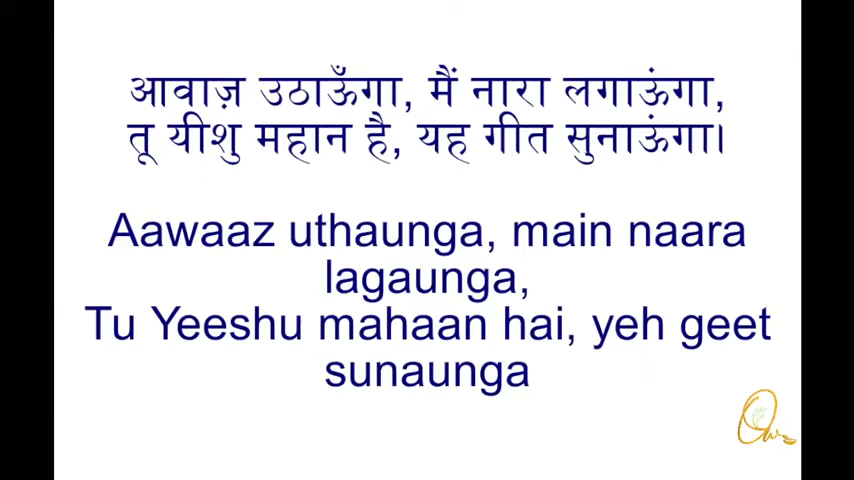 आवाज़ उठाऊँगा, मैं नारा लगाऊंगा,
तू यीशु महान है, यह गीत सुनाऊंगा।
Aawaaz uthaunga, main naara
lagaunga,
Tu Yeeshu mahaan hai, yeh geet
sunaunga